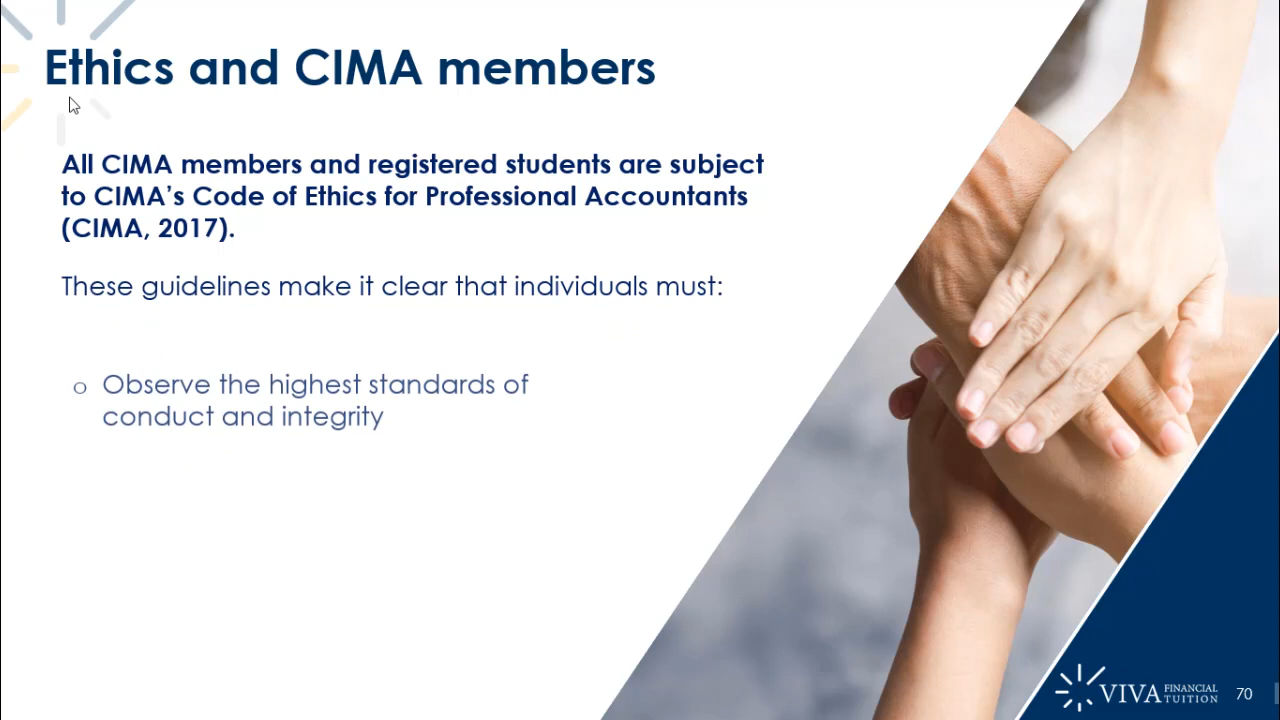 Ethics and CIMA members
All CIMA members and registered students are subject
to CIMA’s Code of Ethics for Professional Accountants
(CIMA, 2017).
These guidelines make it clear that individuals must:
o Observe the highest standards of
conduct and integrity
VIVA FINANCIAL
TUITION
70